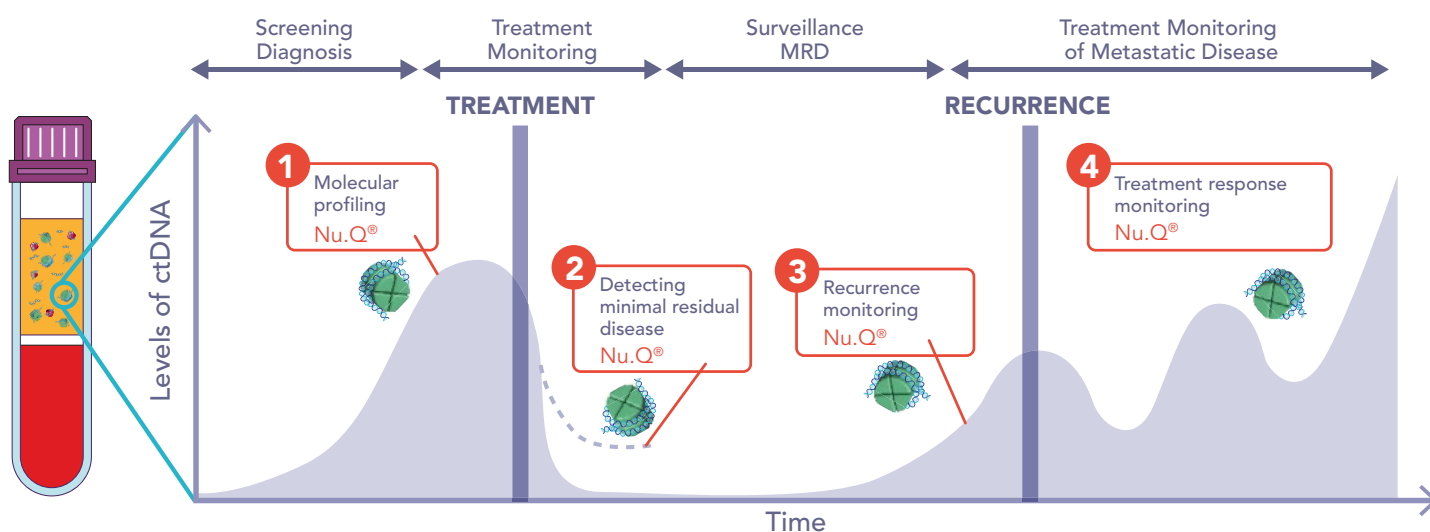 Screening
Diagnosis
Treatment
Monitoring
Surveillance
MRD
Treatment Monitoring
of Metastatic Disease
TREATMENT
RECURRENCE
1
Molecular
profiling
Nu.Q®
2
Detecting
minimal residual
disease
Nu.Q®
3
Recurrence
monitoring
Nu.Q®
4
Treatment response
monitoring
Nu.Q®
Levels of ctDNA
Time